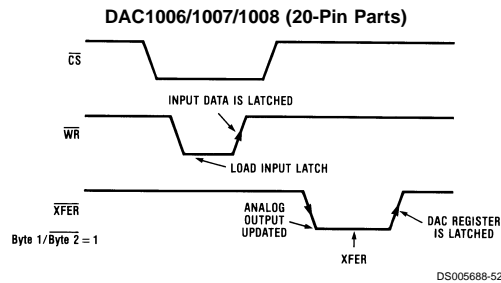 DAC1006/1007/1008 (20-Pin Parts)
CS
INPUT DATA IS LATCHED
WR
LOAD INPUT LATCH
XFER
ANALOG
OUTPUT
UPDATED
DAC REGISTER
IS LATCHED
Byte 1/Byte 2 = 1
XFER
DS005688-52